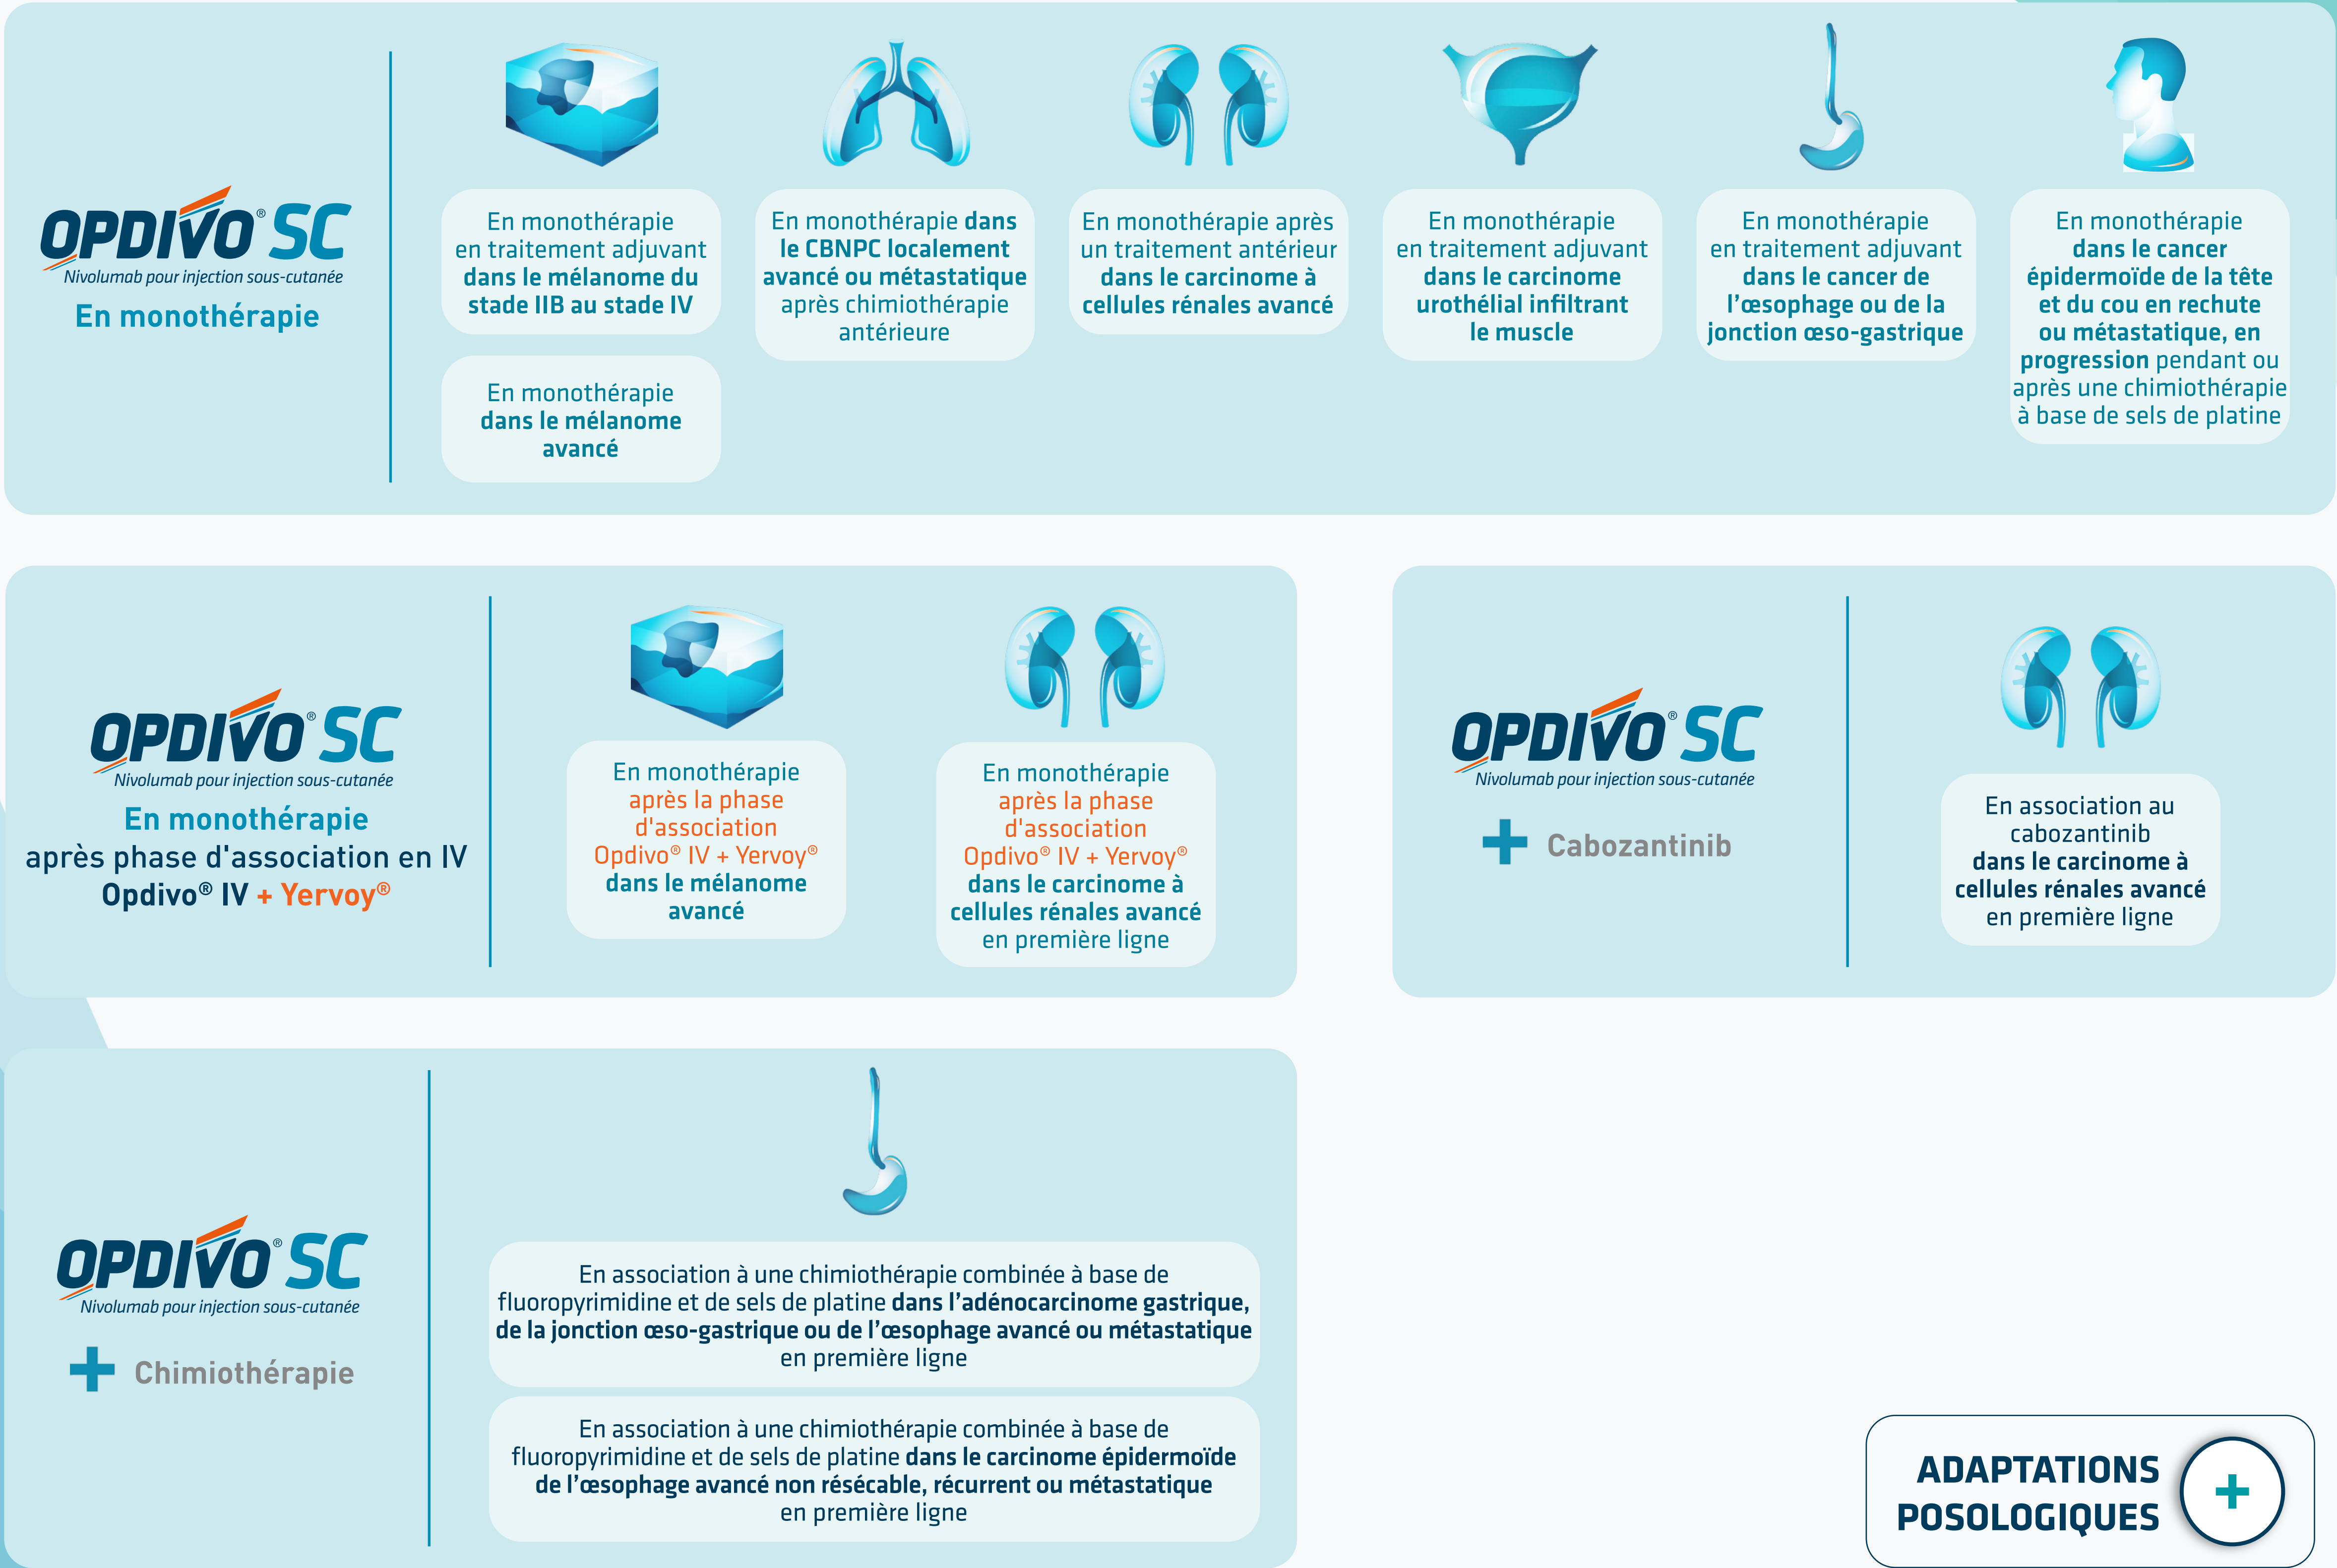 OPDIVO® SC
Nivolumab pour injection sous-cutanée
En monothérapie
En monothérapie
en traitement adjuvant
dans le mélanome du
stade IIB au stade IV
En monothérapie
dans le mélanome
avancé
En monothérapie dans
le CBNPC localement
avancé ou métastatique
après chimiothérapie
antérieure
En monothérapie après
un traitement antérieur
dans le carcinome à
cellules rénales avancé
En monothérapie
en traitement adjuvant
dans le carcinome
urothélial infiltrant
le muscle
En monothérapie
en traitement adjuvant
dans le cancer de
l'œsophage ou de la
jonction œso-gastrique
En monothérapie
dans le cancer
épidermoïde de la tête
et du cou en rechute
ou métastatique, en
progression pendant ou
après une chimiothérapie
à base de sels de platine
OPDIVO® SC
Nivolumab pour injection sous-cutanée
En monothérapie
après phase d'association en IV
Opdivo® IV + Yervoy®
En monothérapie
après la phase
d'association
Opdivo® IV + Yervoy®
dans le mélanome
avancé
En monothérapie
après la phase
d'association
Opdivo® IV + Yervoy®
dans le carcinome à
cellules rénales avancé
en première ligne
OPDIVO® SC
Nivolumab pour injection sous-cutanée
+ Cabozantinib
En association au
cabozantinib
dans le carcinome à
cellules rénales avancé
en première ligne
OPDIVO® SC
Nivolumab pour injection sous-cutanée
+ Chimiothérapie
En association à une chimiothérapie combinée à base de
fluoropyrimidine et de sels de platine dans l'adénocarcinome gastrique,
de la jonction œso-gastrique ou de l'œsophage avancé ou métastatique
en première ligne
En association à une chimiothérapie combinée à base de
fluoropyrimidine et de sels de platine dans le carcinome épidermoïde
de l'œsophage avancé non résécable, récurrent ou métastatique
en première ligne
ADAPTATIONS
POSOLOGIQUES
+